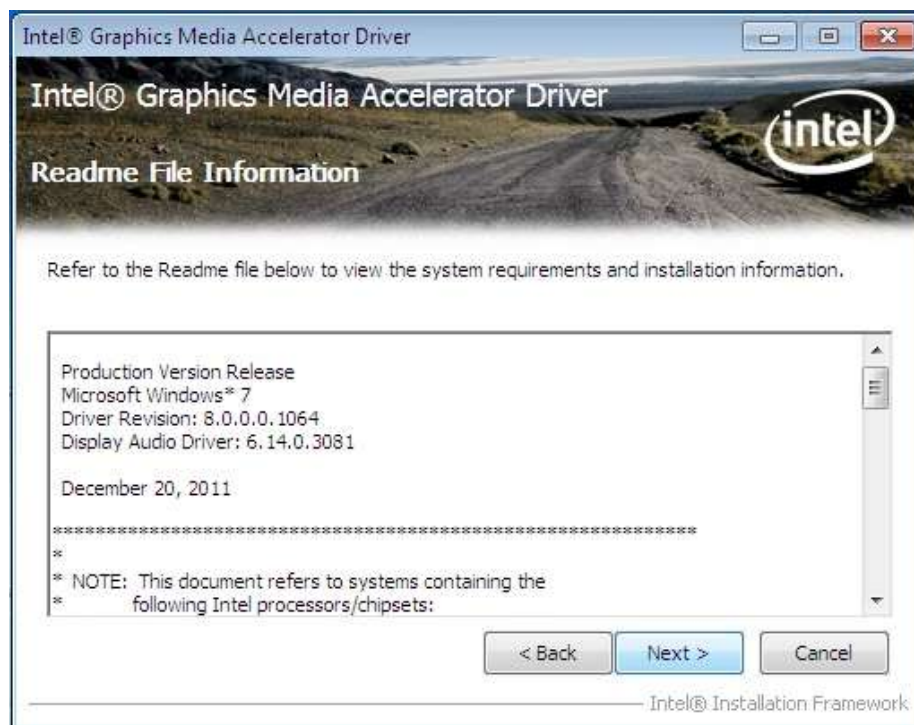 Intel® Graphics Media Accelerator Driver
Intel® Graphics Media Accelerator Driver
intel
Readme File Information
Refer to the Readme file below to view the system requirements and installation information.
Production Version Release
Microsoft Windows* 7
Driver Revision: 8.0.0.0.1064
Display Audio Driver: 6.14.0.3081
December 20, 2011
************************************************************
*
* NOTE: This document refers to systems containing the
* following Intel processors/chipsets:
< Back
Next >
Cancel
Intel® Installation Framework